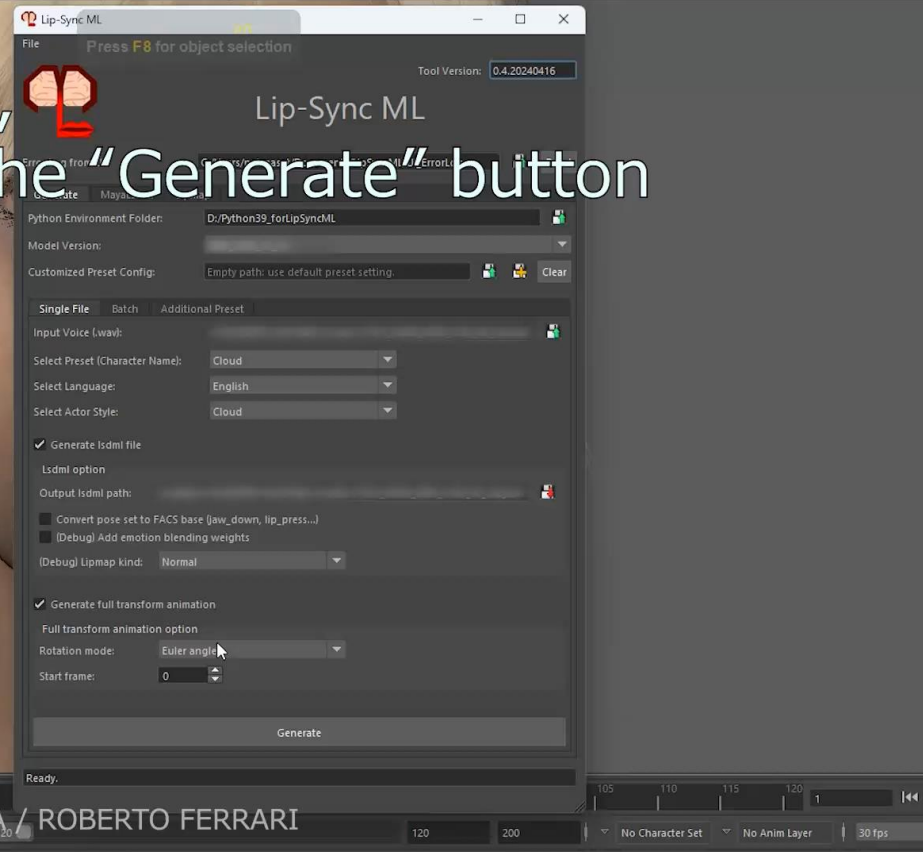 Lip-Sync ML
Press F8 for object selection
File
Tool Version: 0.4.20240416
Lip-Sync ML
he “Generate” button
Generate
Python Environment Folder: D:/Python39_forLipSyncML
Model Version:
Customized Preset Config: Empty path: use default preset setting. Clear
Single File Batch Additional Preset
Input Voice (.wav):
Select Preset (Character Name): Cloud
Select Language: English
Select Actor Style: Cloud
Generate lsdml file
Lsdml option
Output lsdml path:
Convert pose set to FACS base (jaw_down, lip_press...)
(Debug) Add emotion blending weights
(Debug) Lipmap kind: Normal
Generate full transform animation
Full transform animation option
Rotation mode: Euler angle
Start frame: 0
Generate
Ready.
105 110 115 120 1
A / ROBERTO FERRARI
20 120 200 No Character Set No Anim Layer 30 fps